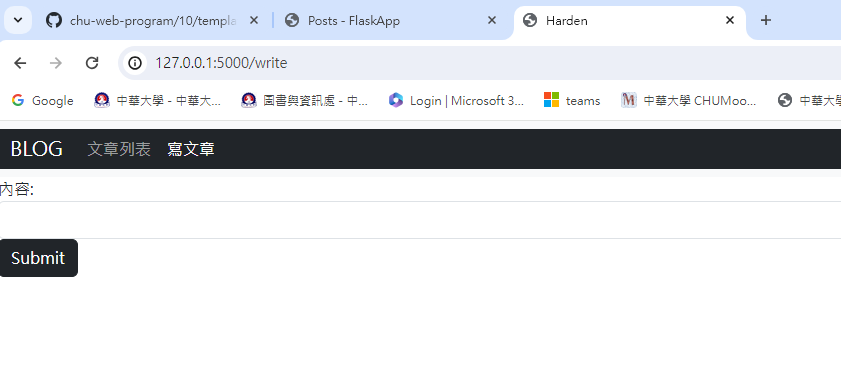 chu-web-program/10/templa
Posts - FlaskApp
Harden
127.0.0.1:5000/write
Google
中華大學 - 中華大...
圖書與資訊處 - 中...
Login | Microsoft 3...
teams
中華大學 CHUMoo...
中華大學
BLOG 文章列表 寫文章
內容:
Submit